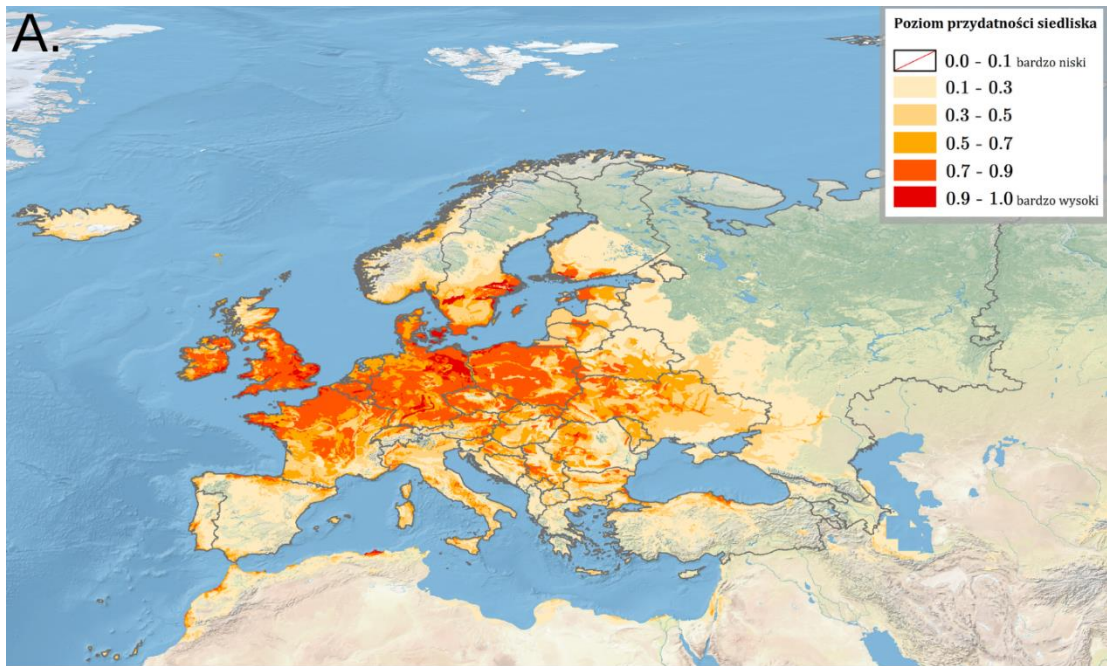 A.
Poziom przydatności siedliska
0.0 - 0.1 bardzo niski
0.1 - 0.3
0.3 - 0.5
0.5 - 0.7
0.7 - 0.9
0.9 - 1.0 bardzo wysoki